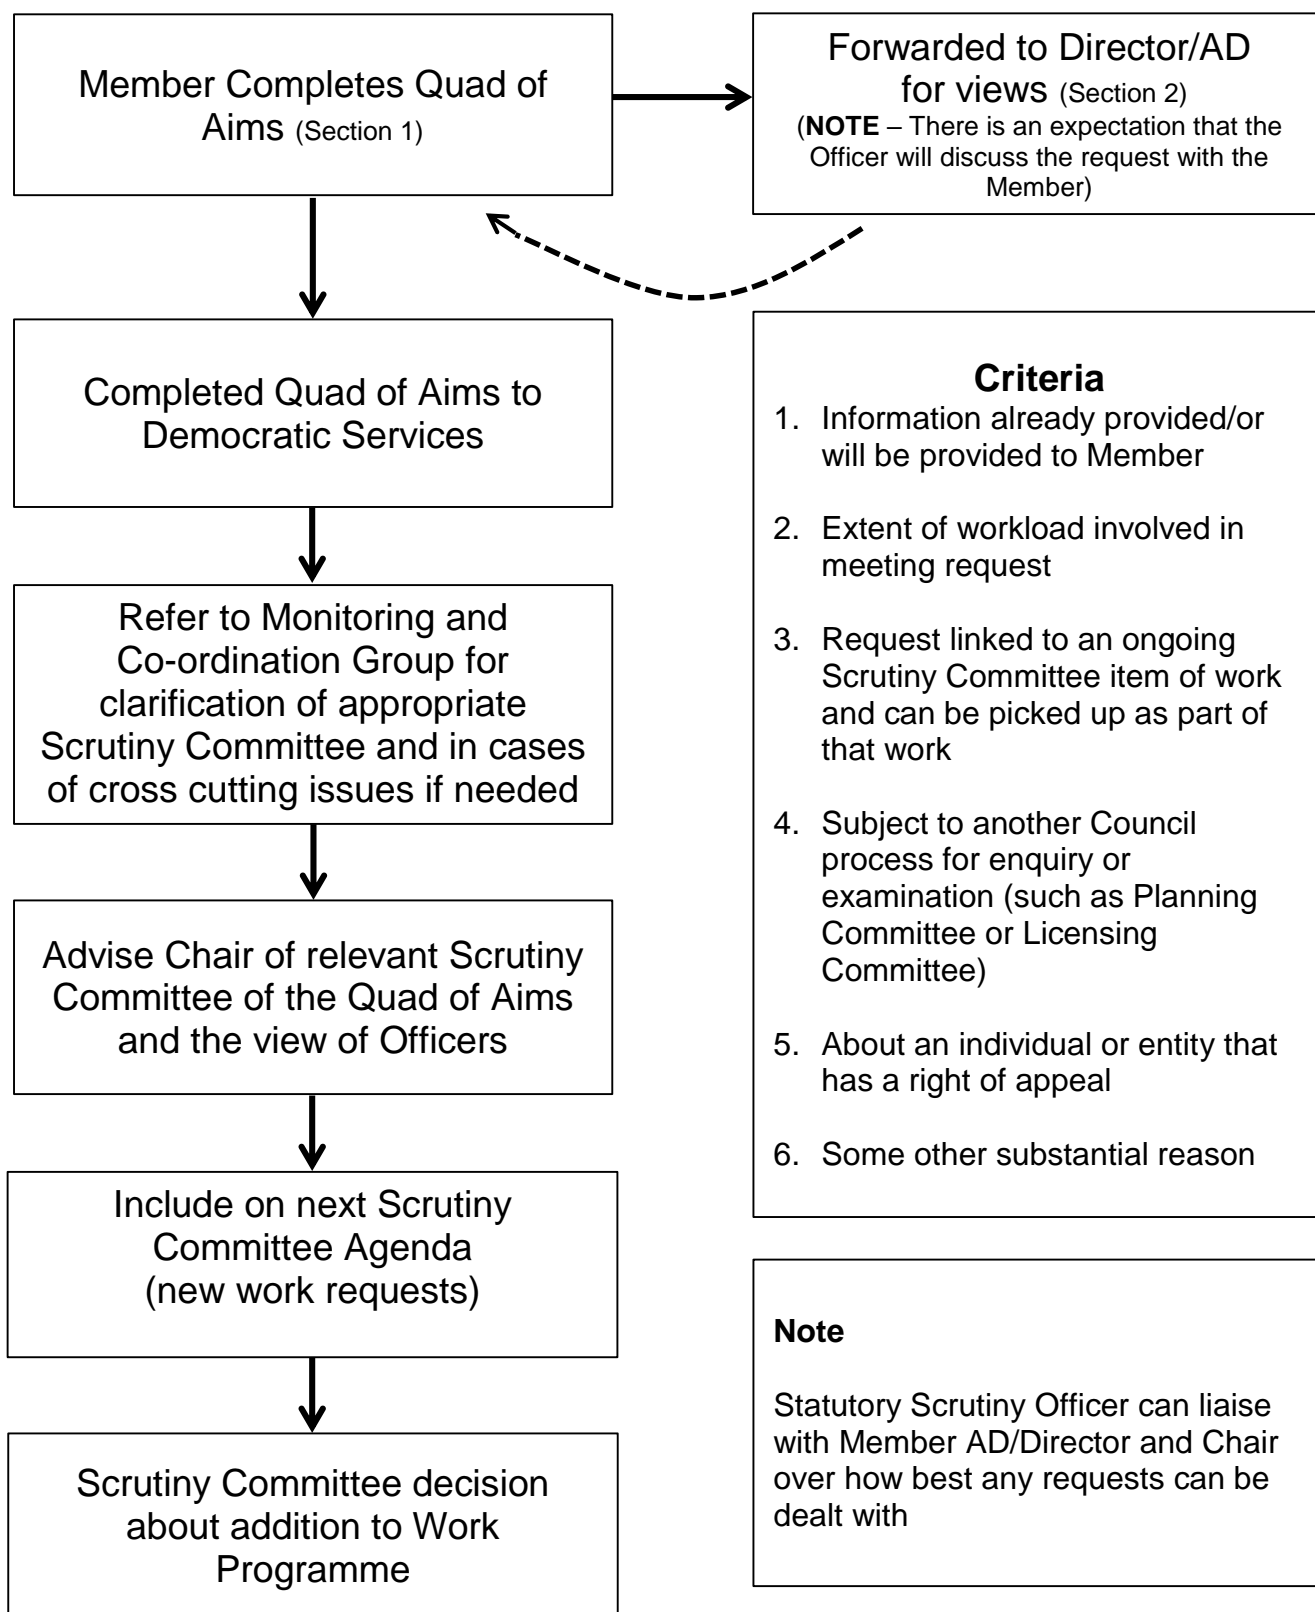 Member Completes Quad of
Aims (Section 1)
Forwarded to Director/AD
for views (Section 2)
(NOTE – There is an expectation that the
Officer will discuss the request with the
Member)
Completed Quad of Aims to
Democratic Services
Refer to Monitoring and
Co-ordination Group for
clarification of appropriate
Scrutiny Committee and in cases
of cross cutting issues if needed
Advise Chair of relevant Scrutiny
Committee of the Quad of Aims
and the view of Officers
Include on next Scrutiny
Committee Agenda
(new work requests)
Scrutiny Committee decision
about addition to Work
Programme
Criteria
1. Information already provided/or
will be provided to Member
2. Extent of workload involved in
meeting request
3. Request linked to an ongoing
Scrutiny Committee item of work
and can be picked up as part of
that work
4. Subject to another Council
process for enquiry or
examination (such as Planning
Committee or Licensing
Committee)
5. About an individual or entity that
has a right of appeal
6. Some other substantial reason
Note
Statutory Scrutiny Officer can liaise
with Member AD/Director and Chair
over how best any requests can be
dealt with